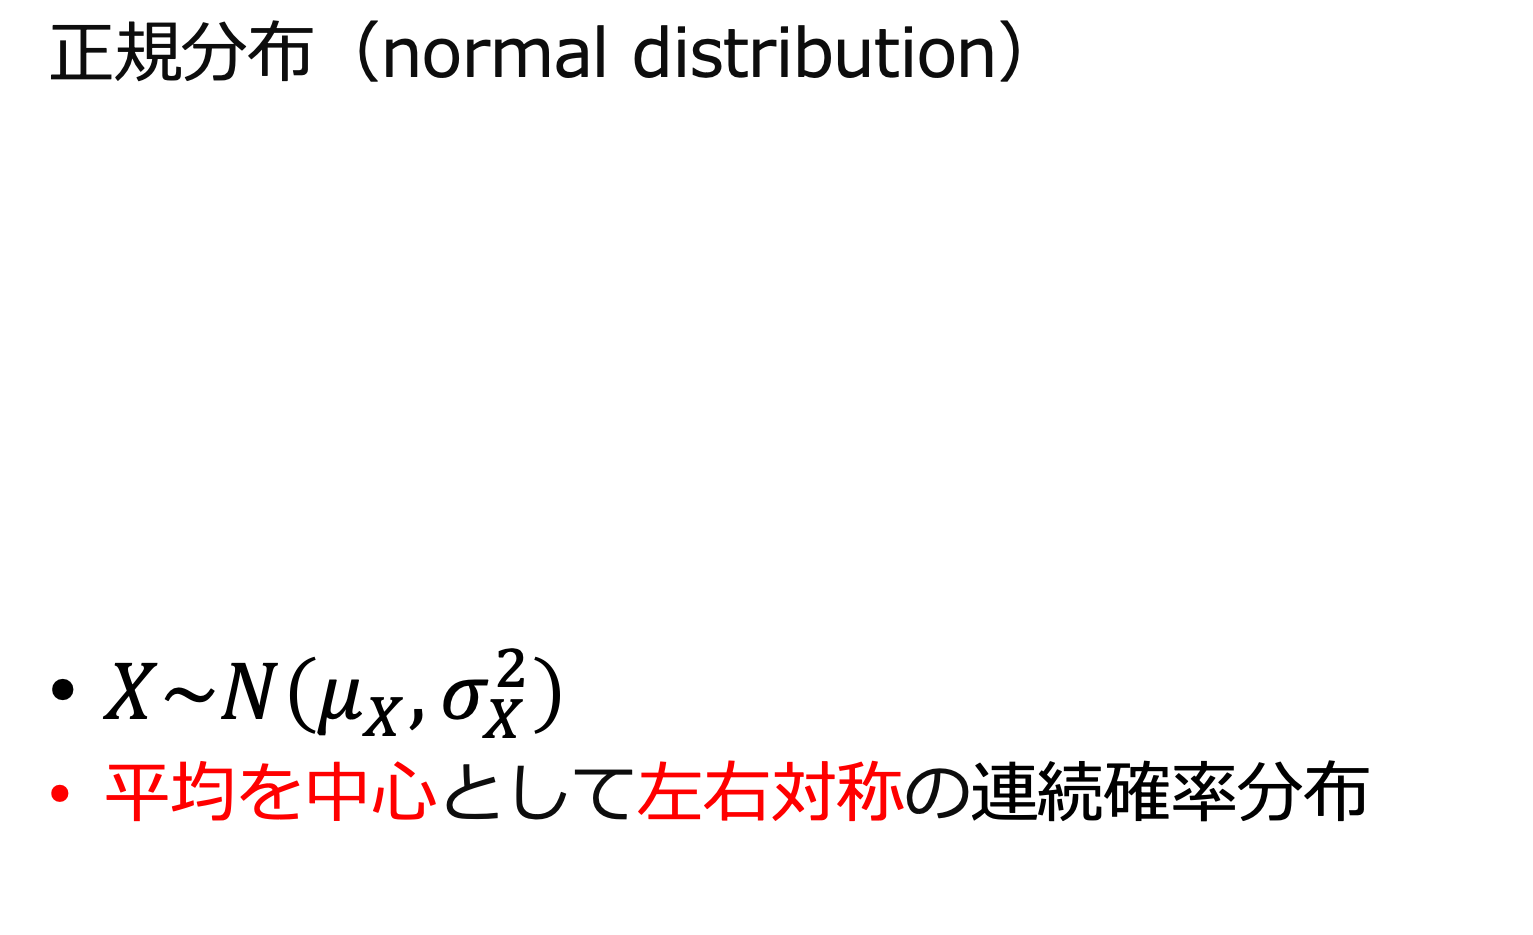 正規分布（normal distribution）
• X~N(μ_X, σ_X^2)
• 平均を中心として左右対称の連続確率分布